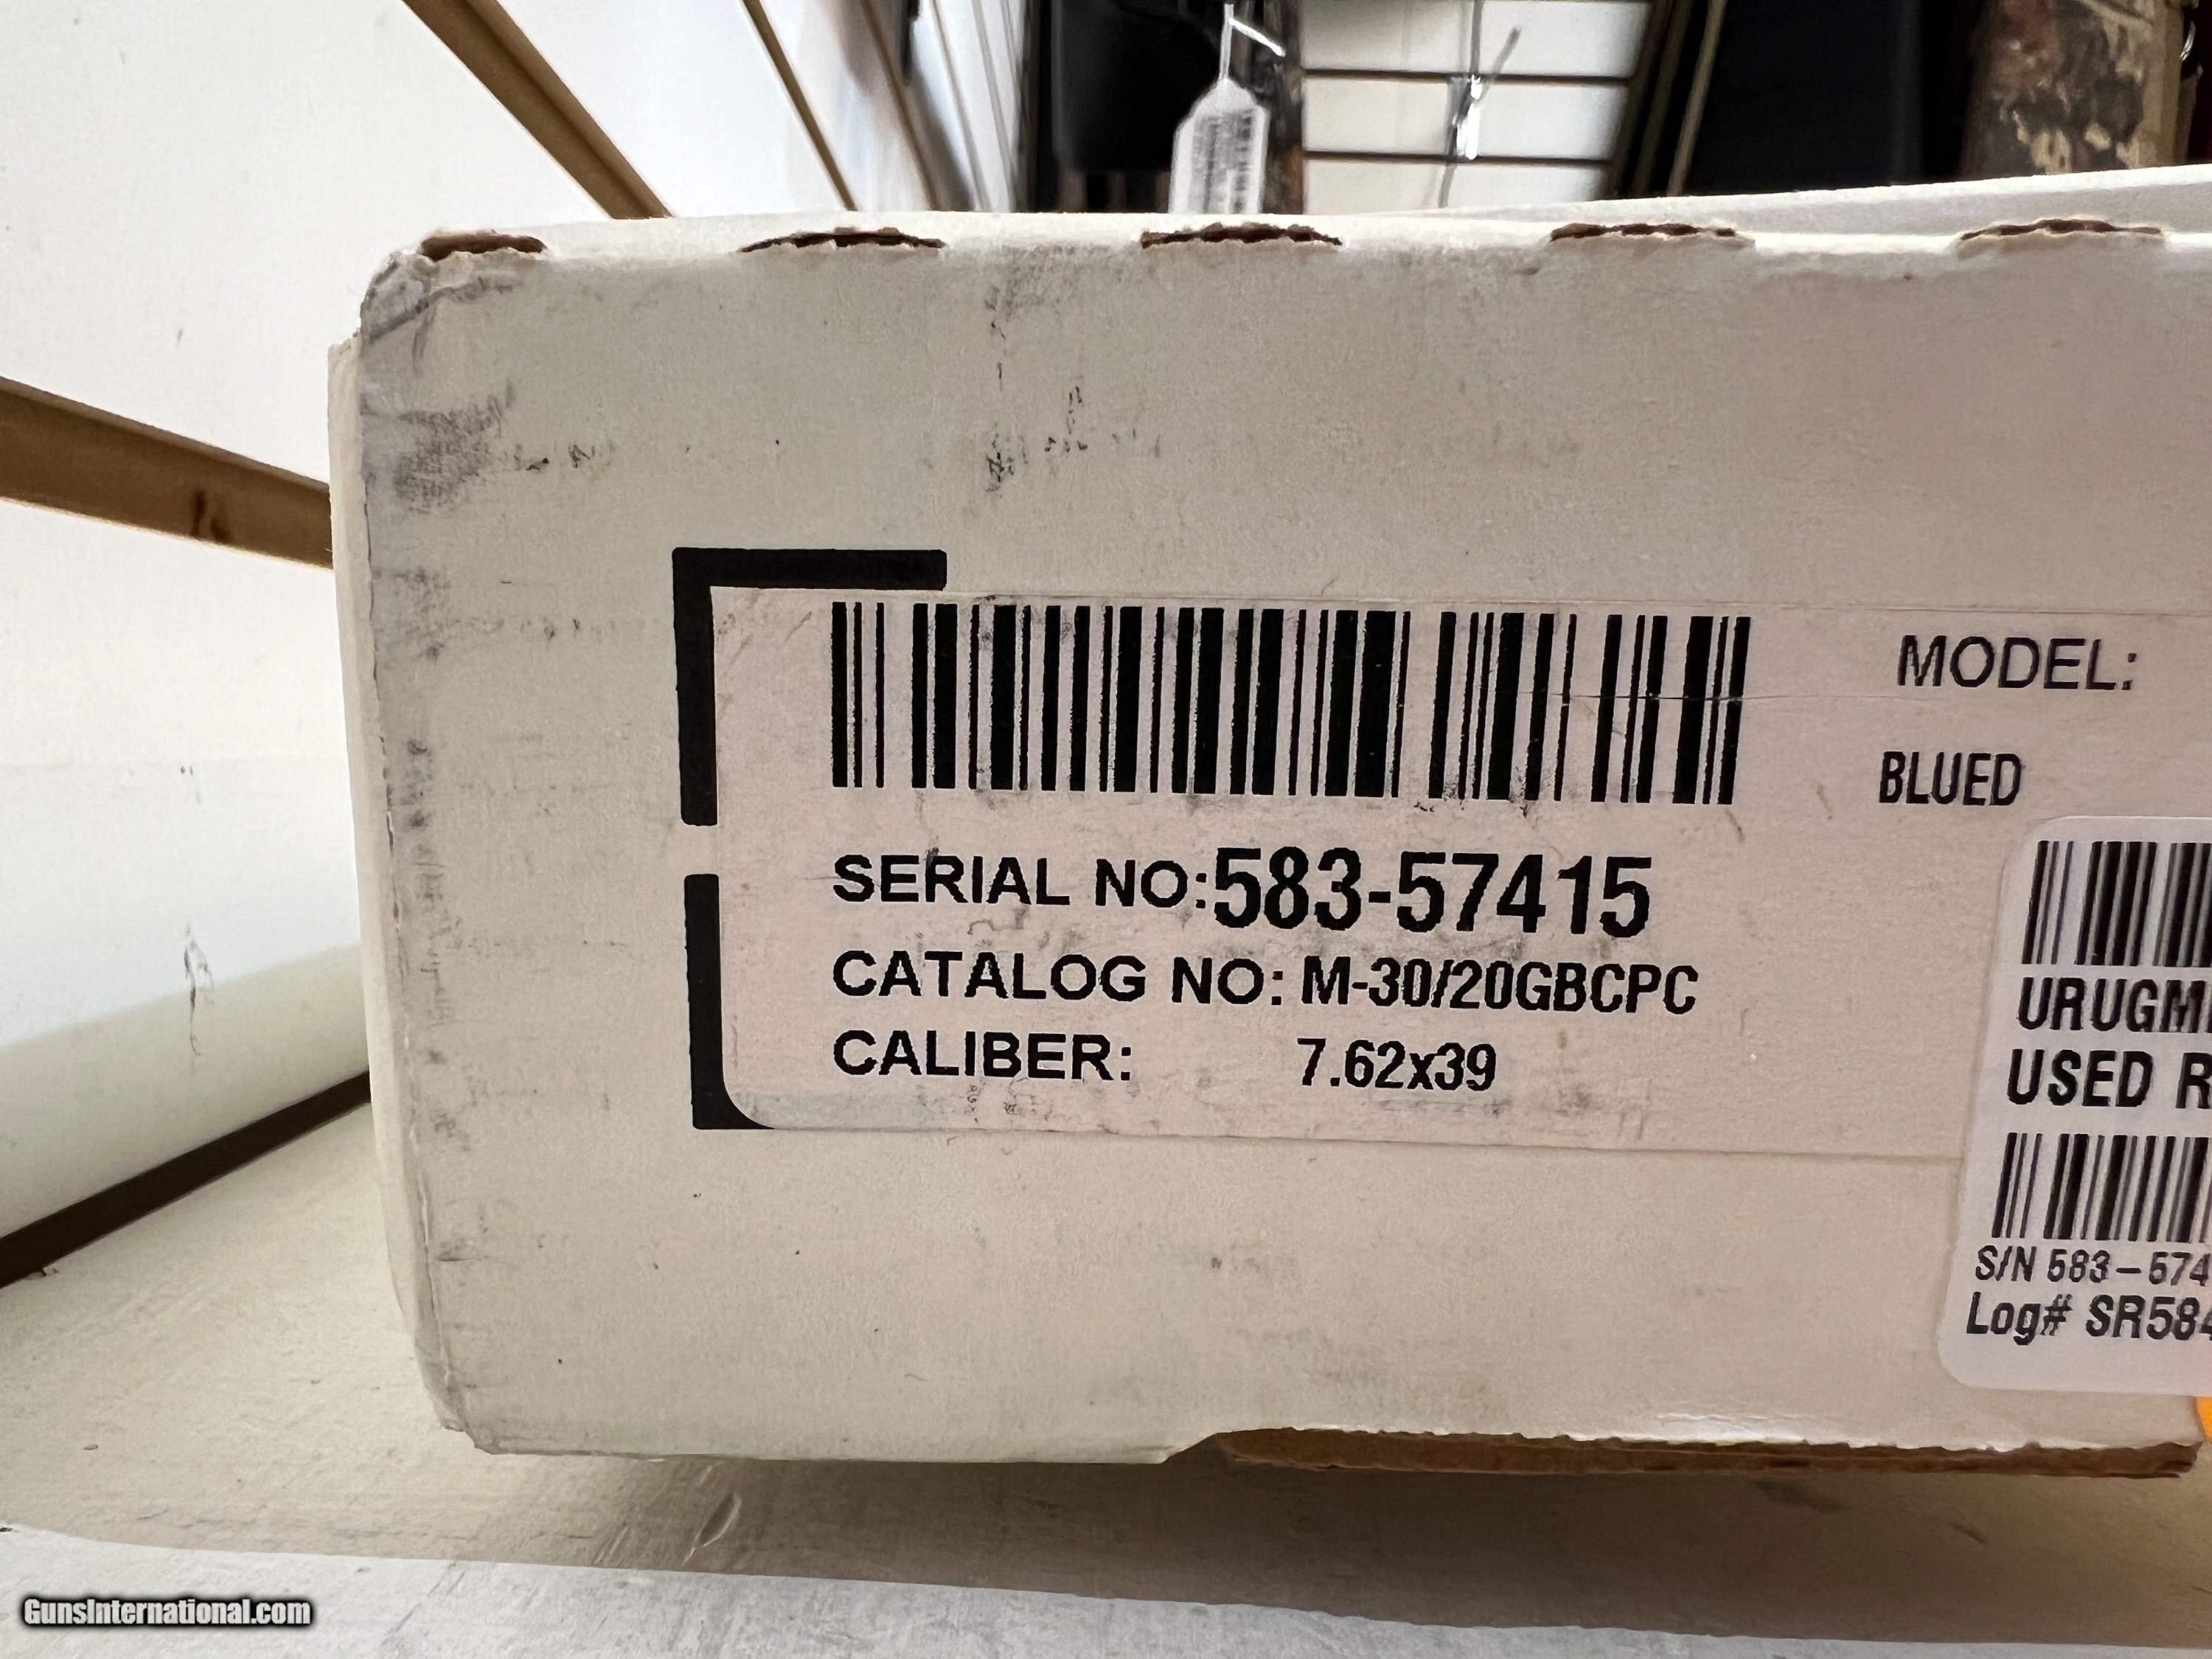 MODEL:
BLUED
SERIAL NO:583-57415
CATALOG NO: M-30/20GBCPC
CALIBER: 7.62x39
URUGM
USED R
S/N 583-574
Log# SR584
GunsInternational.com